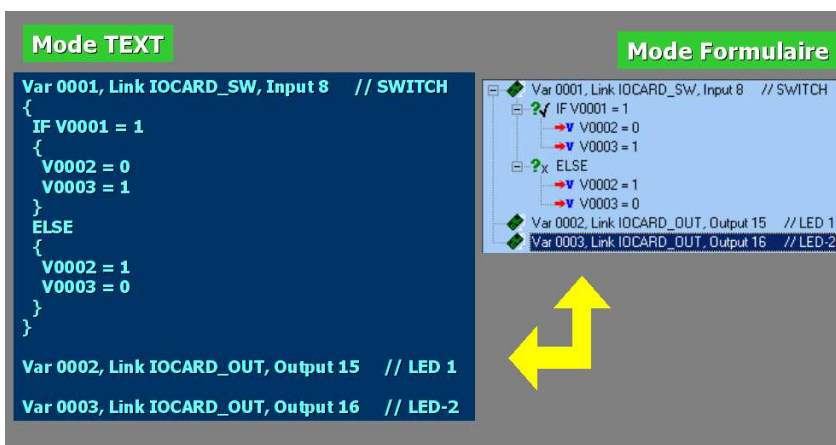 Mode TEXT
Var 0001, Link IOCARD_SW, Input 8 // SWITCH
{
IF V0001 = 1
{
V0002 = 0
V0003 = 1
}
ELSE
{
V0002 = 1
V0003 = 0
}
}
Var 0002, Link IOCARD_OUT, Output 15 // LED 1
Var 0003, Link IOCARD_OUT, Output 16 // LED-2
Mode Formulaire
Var 0001, Link IOCARD_SW, Input 8 // SWITCH
?√ IF V0001 = 1
V V0002 = 0
V V0003 = 1
?X ELSE
V V0002 = 1
V V0003 = 0
Var 0002, Link IOCARD_OUT, Output 15 // LED 1
Var 0003, Link IOCARD_OUT, Output 16 // LED-2